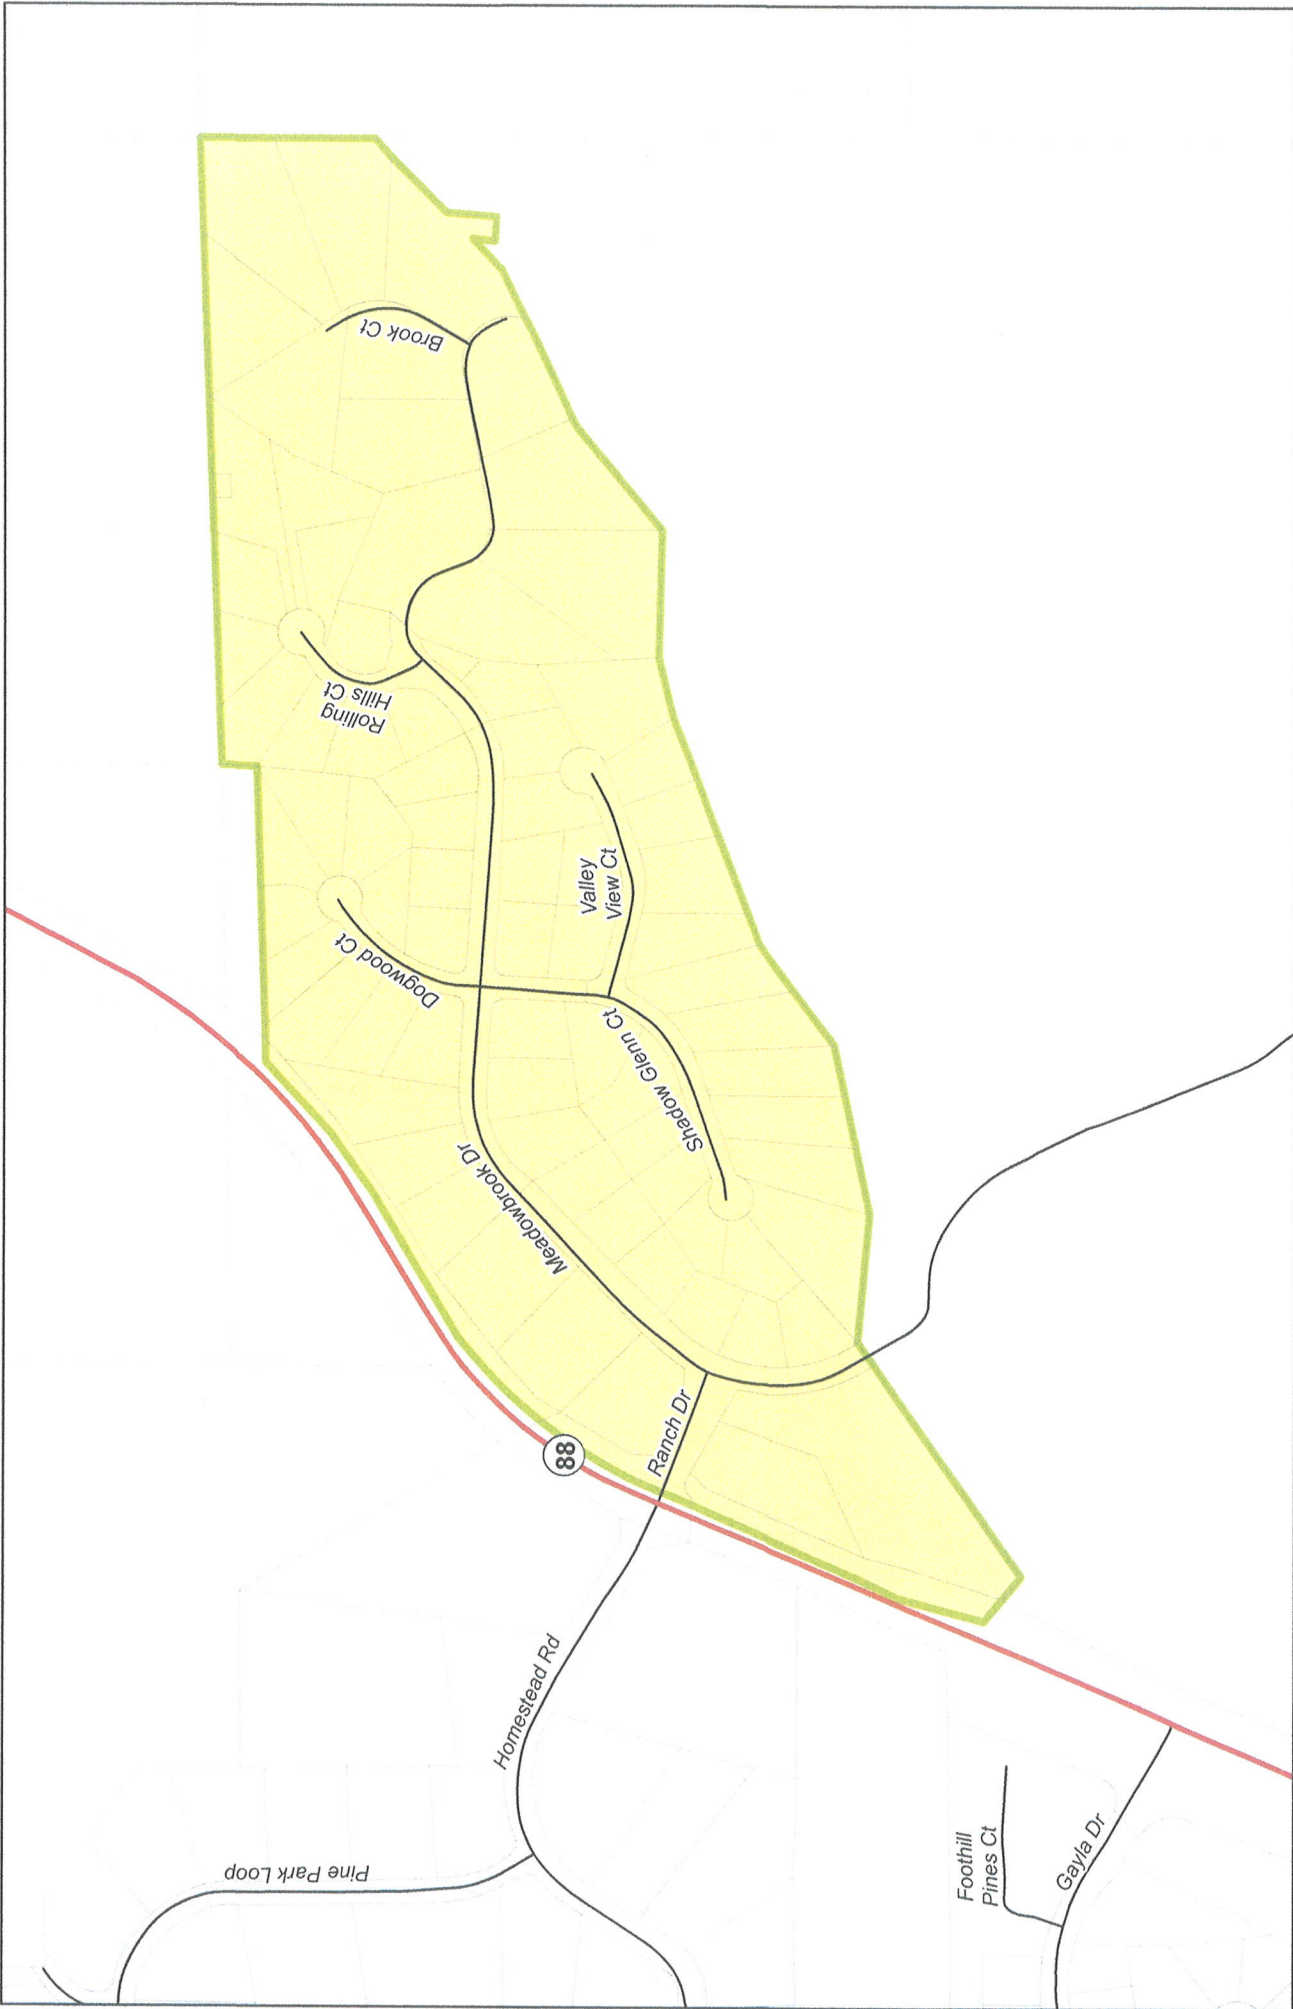 Brook Ct
Rolling
Hills Ct
Valley
View Ct
Dogwood Ct
Shadow Glenn Ct
Meadowbrook Dr
Ranch Dr
88
Homestead Rd
Pine Park Loop
Foothill
Pines Ct
Gayla Dr